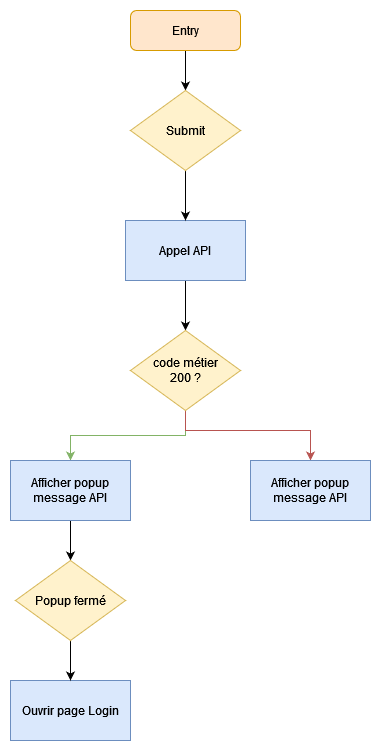 Entry
Submit
Appel API
code métier
200 ?
Afficher popup
message API
Afficher popup
message API
Popup fermé
Ouvrir page Login